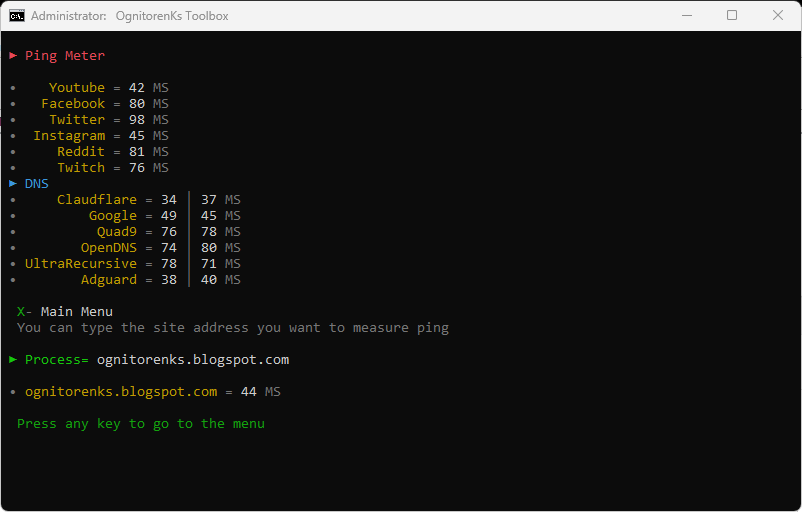 Administrator:  OgnitorenKs Toolbox
► Ping Meter
•    Youtube = 42 MS
•   Facebook = 80 MS
•    Twitter = 98 MS
•  Instagram = 45 MS
•     Reddit = 81 MS
•     Twitch = 76 MS
► DNS
•     Claudflare = 34 │ 37 MS
•         Google = 49 │ 45 MS
•          Quad9 = 76 │ 78 MS
•        OpenDNS = 74 │ 80 MS
• UltraRecursive = 78 │ 71 MS
•        Adguard = 38 │ 40 MS
X- Main Menu
You can type the site address you want to measure ping
► Process= ognitorenks.blogspot.com
• ognitorenks.blogspot.com = 44 MS
Press any key to go to the menu